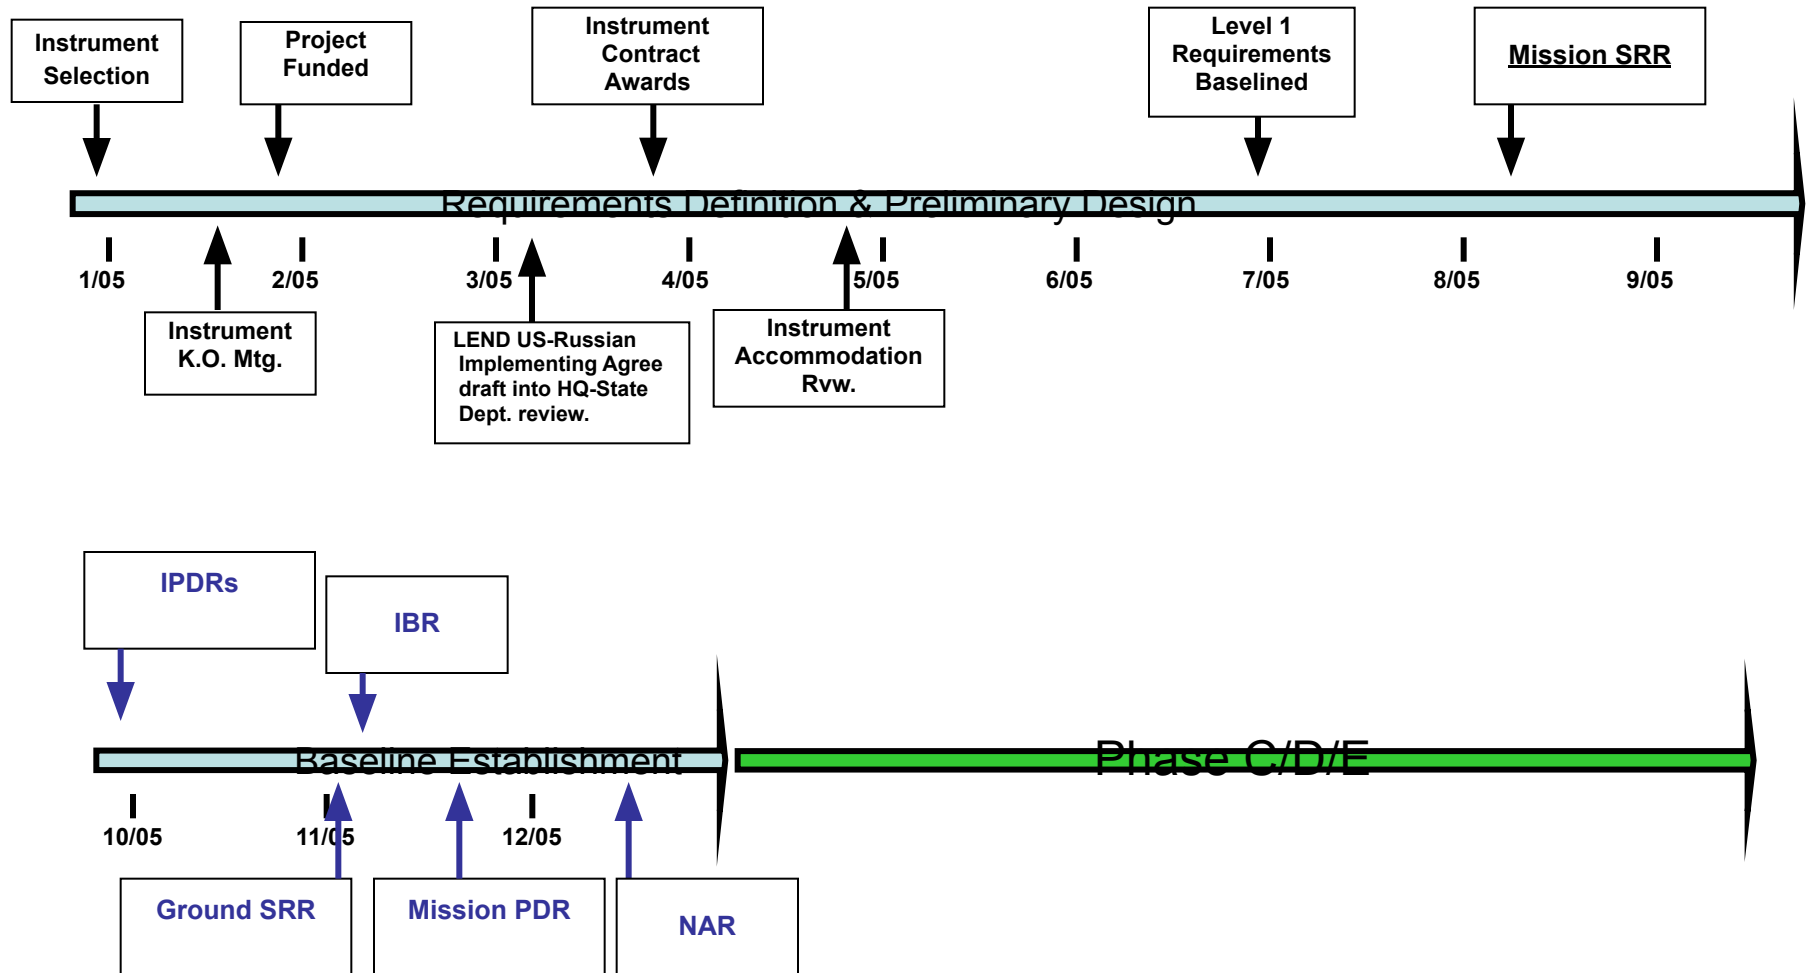 Instrument
Selection
Project
Funded
Instrument
Contract
Awards
Level 1
Requirements
Baselined
Mission SRR
Requirements Definition & Preliminary Design
1/05
2/05
3/05
4/05
5/05
6/05
7/05
8/05
9/05
Instrument
K.O. Mtg.
LEND US-Russian
Implementing Agree
draft into HQ-State
Dept. review.
Instrument
Accommodation
Rvw.
IPDRs
IBR
Baseline Establishment
Phase C/D/E
10/05
11/05
12/05
Ground SRR
Mission PDR
NAR